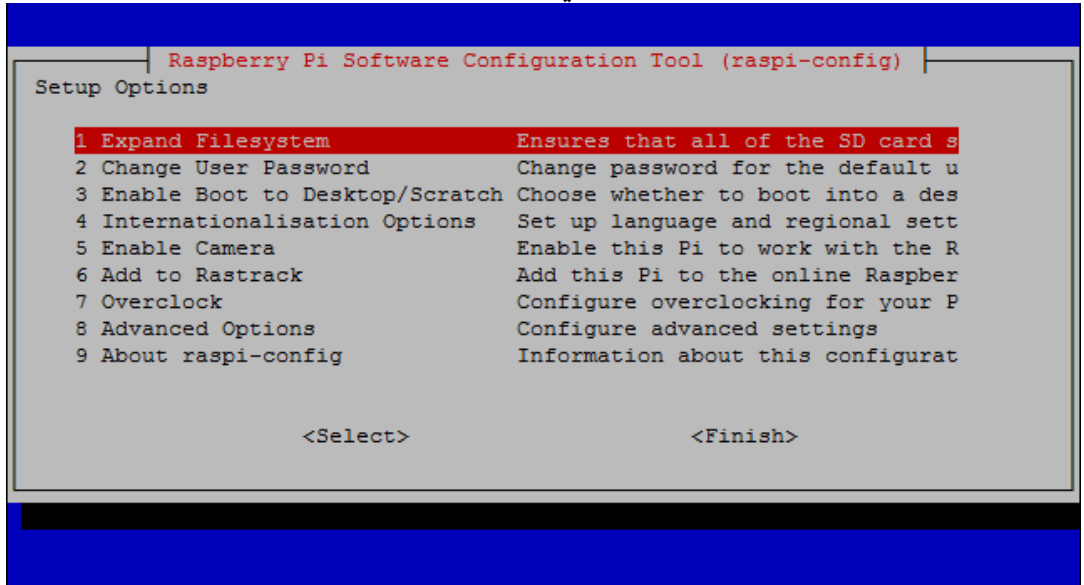 Raspberry Pi Software Configuration Tool (raspi-config)
Setup Options
1 Expand Filesystem Ensures that all of the SD card s
2 Change User Password Change password for the default u
3 Enable Boot to Desktop/Scratch Choose whether to boot into a des
4 Internationalisation Options Set up language and regional sett
5 Enable Camera Enable this Pi to work with the R
6 Add to Rastrack Add this Pi to the online Raspber
7 Overclock Configure overclocking for your P
8 Advanced Options Configure advanced settings
9 About raspi-config Information about this configurat
<Select> <Finish>